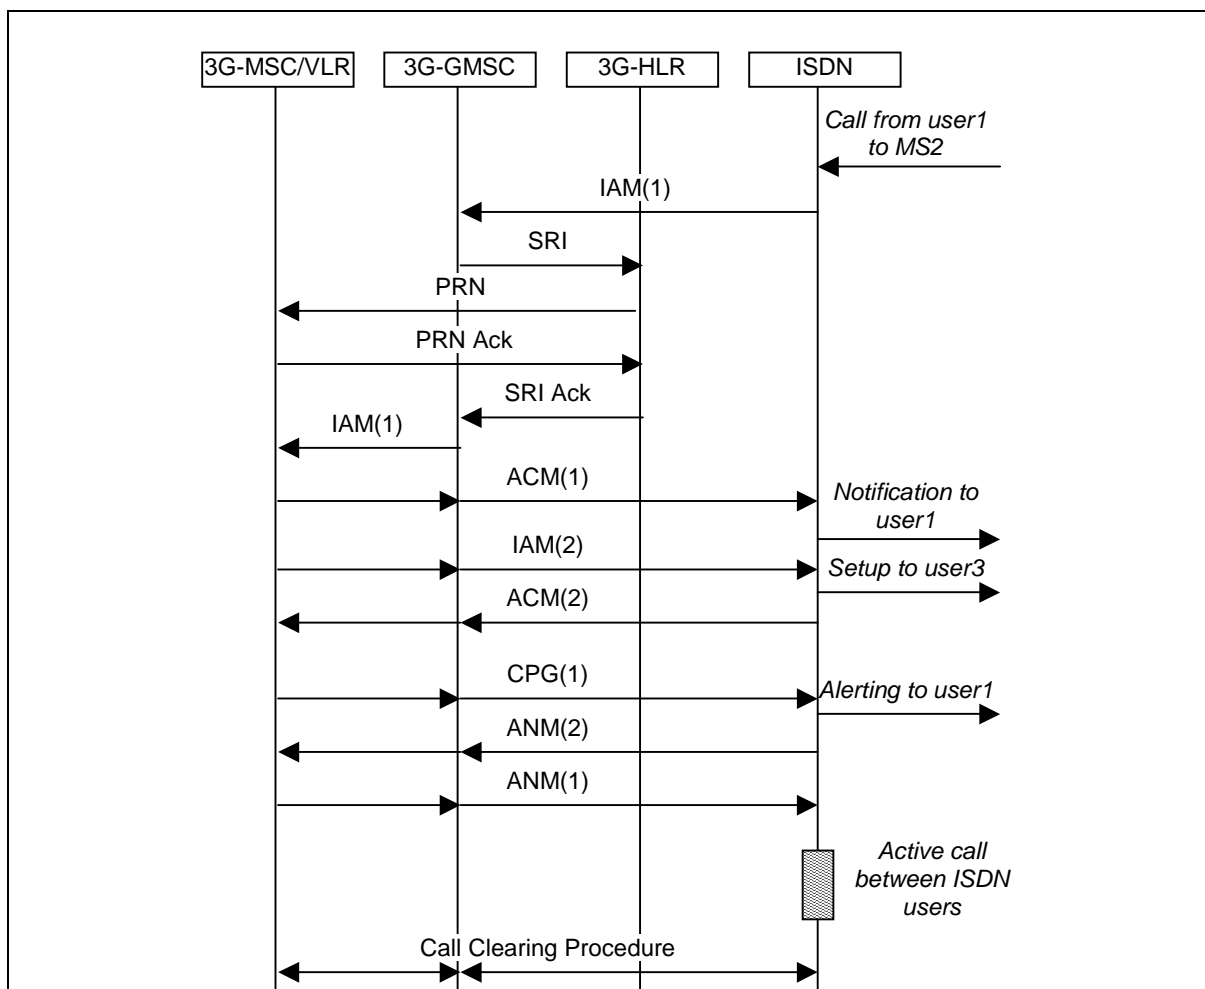 3G-MSC/VLR 3G-GMSC 3G-HLR ISDN
Call from user1
to MS2
IAM(1)
SRI
PRN
PRN Ack
SRI Ack
IAM(1)
ACM(1)
Notification to
user1
IAM(2)
Setup to user3
ACM(2)
CPG(1)
Alerting to user1
ANM(2)
ANM(1)
Active call
between ISDN
users
Call Clearing Procedure